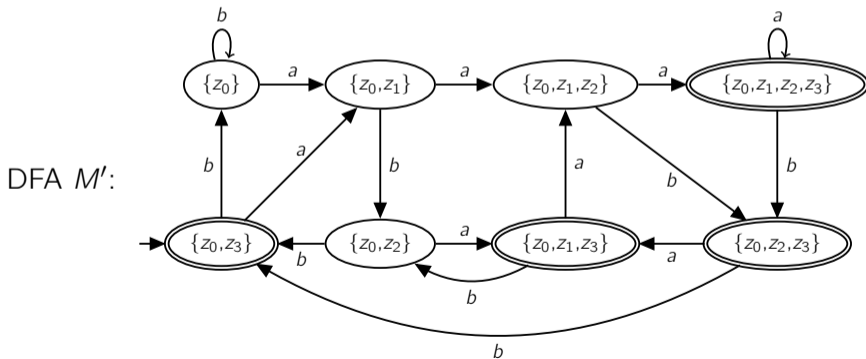 b a
{z₀} a {z₀,z₁} a {z₀,z₁,z₂} a {z₀,z₁,z₂,z₃}
b a b a b b
DFA M′:
{z₀,z₃} b {z₀,z₂} a {z₀,z₁,z₃} a {z₀,z₂,z₃}
b
b